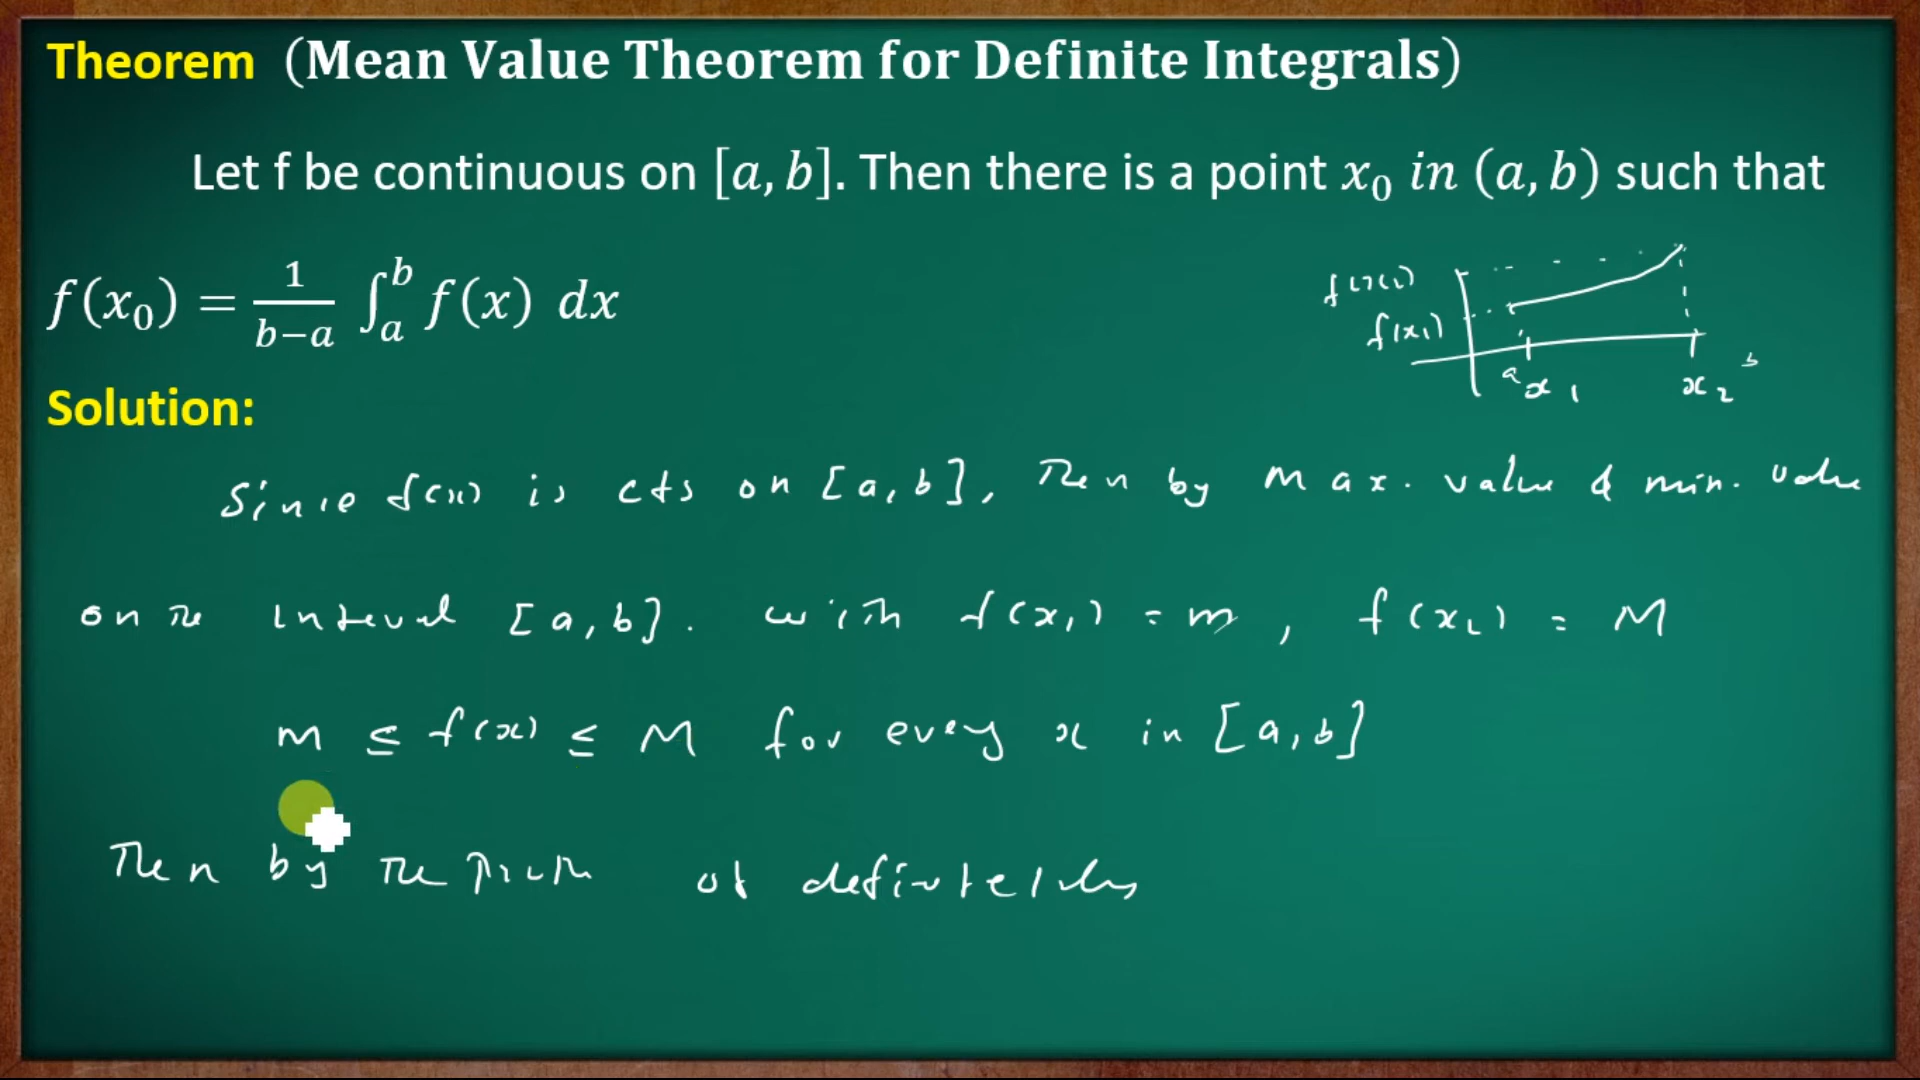 Theorem (Mean Value Theorem for Definite Integrals)
Let f be continuous on [a, b]. Then there is a point x₀ in (a, b) such that
f(x₀) = 1/(b−a) ∫ₐᵇ f(x) dx
f(x₂)
f(x₁)
a x₁ x₂ b
Solution:
Since f(x) is cts on [a, b], Then by Max. value & min. value
on the interval [a, b]. with f(x₁) = m, f(x₂) = M
m ≤ f(x) ≤ M for every x in [a, b]
Then by the of definite